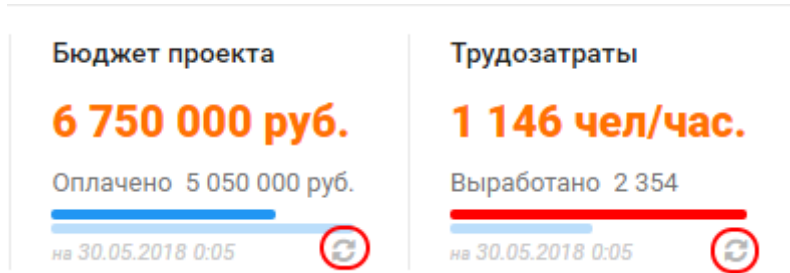 Бюджет проекта
6 750 000 руб.
Оплачено 5 050 000 руб.
на 30.05.2018 0:05
Трудозатраты
1 146 чел/час.
Выработано 2 354
на 30.05.2018 0:05